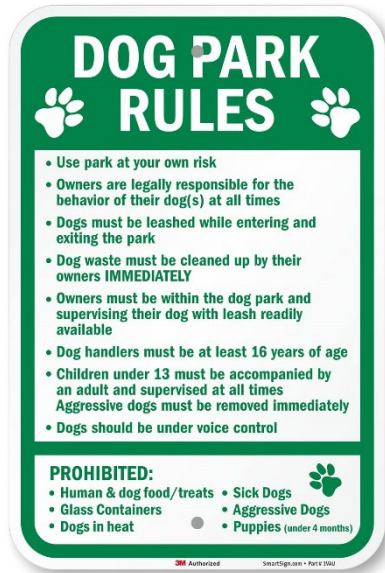 DOG PARK
RULES
• Use park at your own risk
• Owners are legally responsible for the
behavior of their dog(s) at all times
• Dogs must be leashed while entering and
exiting the park
• Dog waste must be cleaned up by their
owners IMMEDIATELY
• Owners must be within the dog park and
supervising their dog with leash readily
available
• Dog handlers must be at least 16 years of age
• Children under 13 must be accompanied by
an adult and supervised at all times
Aggressive dogs must be removed immediately
• Dogs should be under voice control
PROHIBITED:
• Human & dog food/treats
• Glass Containers
• Dogs in heat
• Sick Dogs
• Aggressive Dogs
• Puppies (under 4 months)
3M Authorized
SmartSign.com • Part #